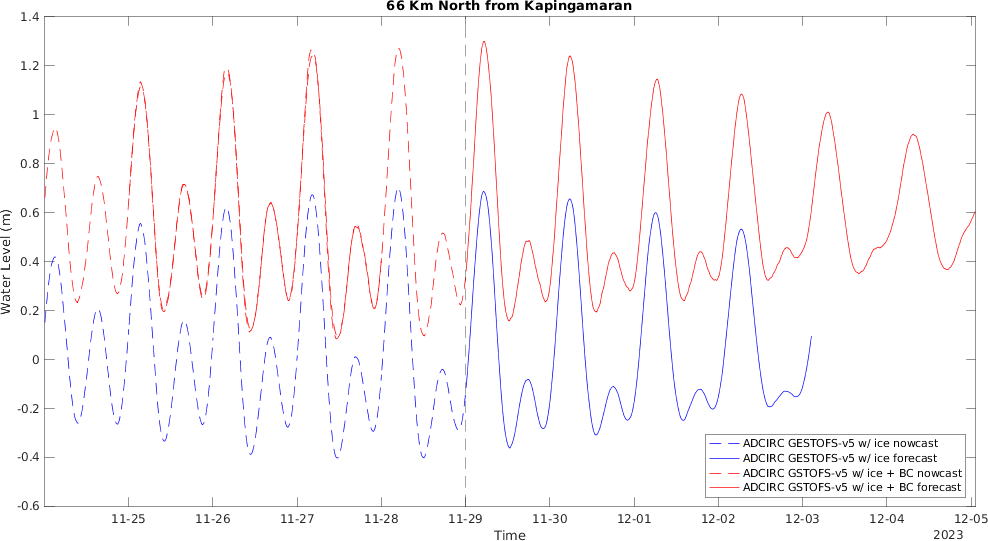 66 Km North from Kapingamaran
Water Level (m)
1.4
1.2
1
0.8
0.6
0.4
0.2
0
-0.2
-0.4
-0.6
ADCIRC GESTOFS-v5 w/ ice nowcast
ADCIRC GESTOFS-v5 w/ ice forecast
ADCIRC GSTOFS-v5 w/ ice + BC nowcast
ADCIRC GSTOFS-v5 w/ ice + BC forecast
11-25 11-26 11-27 11-28 11-29 11-30 12-01 12-02 12-03 12-04 12-05
Time
2023